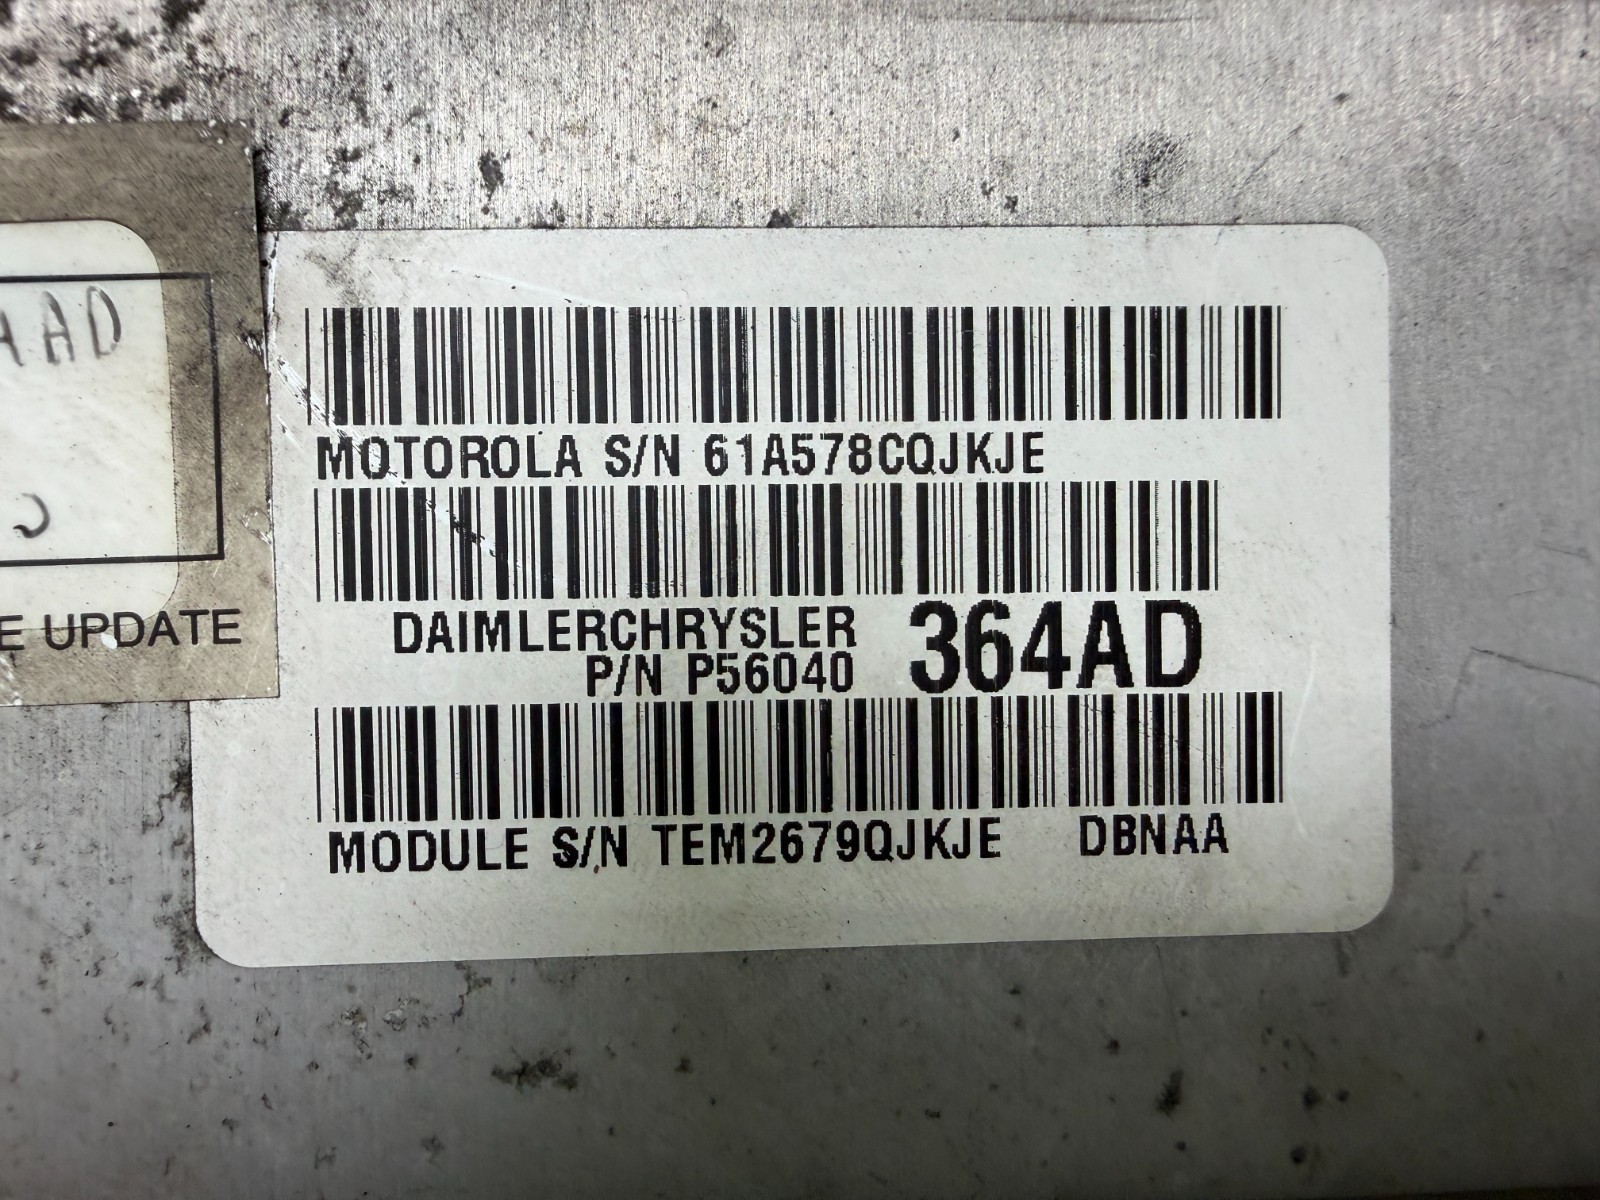 AAD
MOTOROLA S/N 61A578CQJKJE
DAIMLERCHRYSLER 364AD
P/N P56040
E UPDATE
MODULE S/N TEM2679QJKJE DBNAA